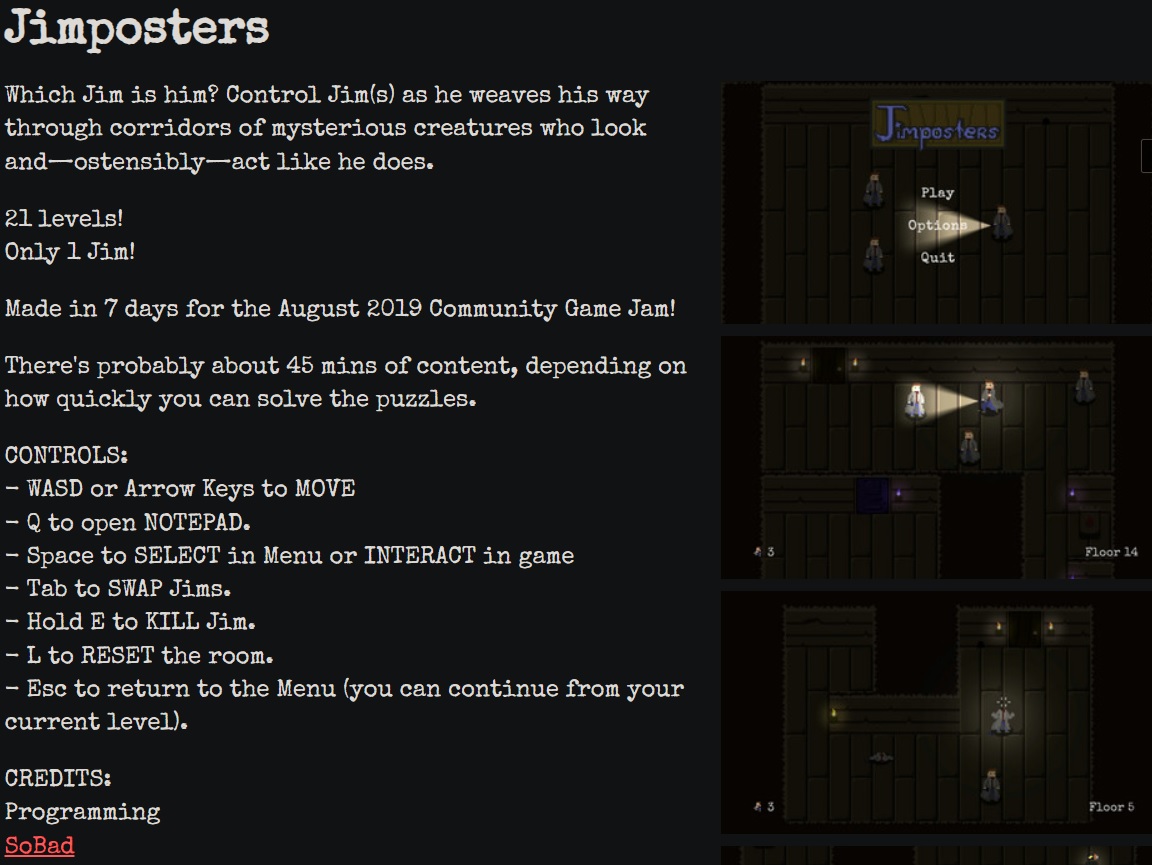 Jimposters
Which Jim is him? Control Jim(s) as he weaves his way
through corridors of mysterious creatures who look
and—ostensibly—act like he does.
21 levels!
Only 1 Jim!
Made in 7 days for the August 2019 Community Game Jam!
There's probably about 45 mins of content, depending on
how quickly you can solve the puzzles.
CONTROLS:
- WASD or Arrow Keys to MOVE
- Q to open NOTEPAD.
- Space to SELECT in Menu or INTERACT in game
- Tab to SWAP Jims.
- Hold E to KILL Jim.
- L to RESET the room.
- Esc to return to the Menu (you can continue from your
current level).
CREDITS:
Programming
SoBad
Jimposters
Play
Options
Quit
3
Floor 14
3
Floor 5